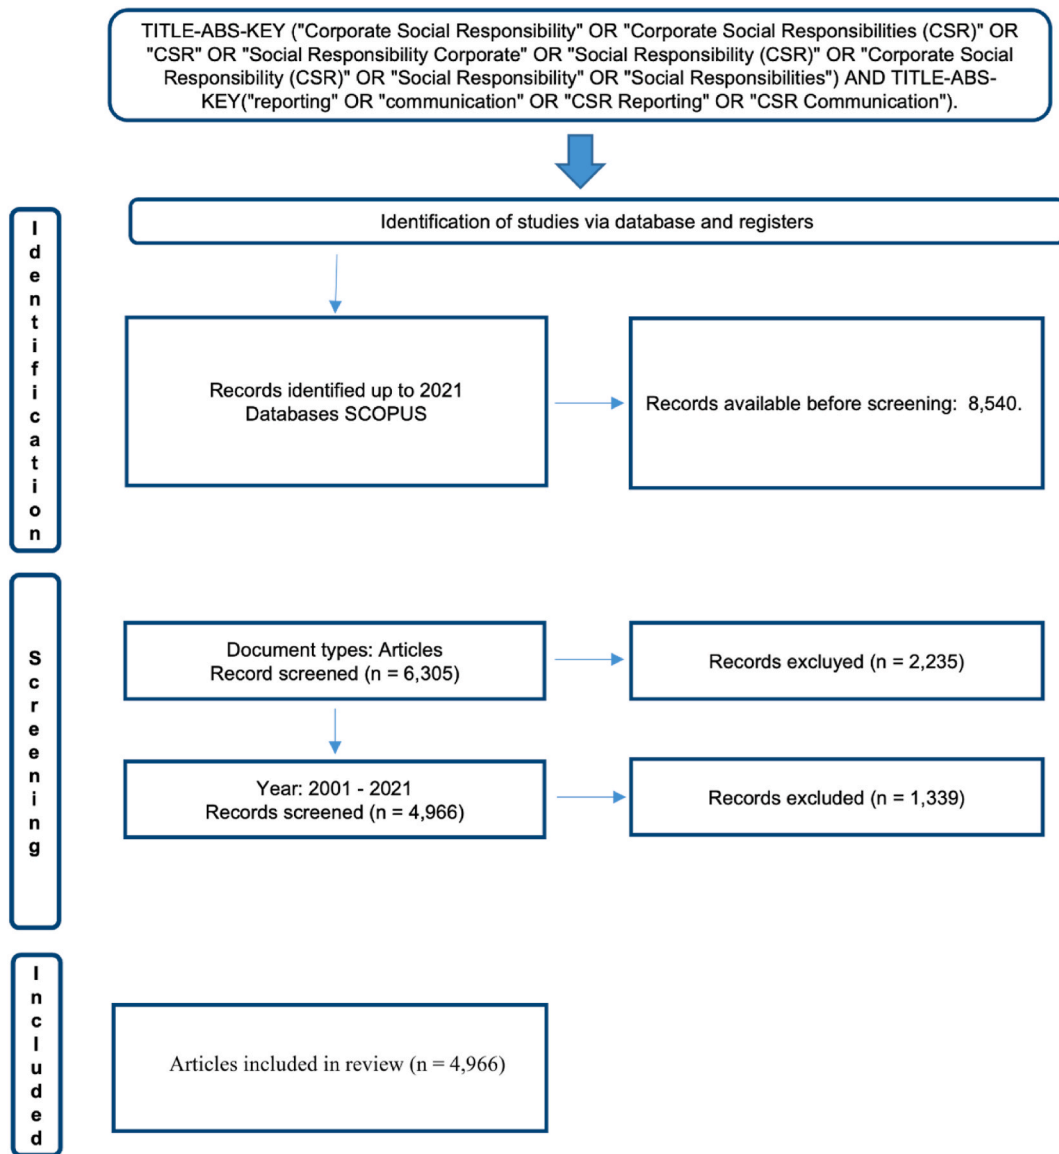 TITLE-ABS-KEY ("Corporate Social Responsibility" OR "Corporate Social Responsibilities (CSR)" OR
"CSR" OR "Social Responsibility Corporate" OR "Social Responsibility (CSR)" OR "Corporate Social
Responsibility (CSR)" OR "Social Responsibility" OR "Social Responsibilities") AND TITLE-ABS-
KEY("reporting" OR "communication" OR "CSR Reporting" OR "CSR Communication").
Identification
Identification of studies via database and registers
Records identified up to 2021
Databases SCOPUS
Records available before screening: 8,540.
Screening
Document types: Articles
Record screened (n = 6,305)
Records excluyed (n = 2,235)
Year: 2001 - 2021
Records screened (n = 4,966)
Records excluded (n = 1,339)
Included
Articles included in review (n = 4,966)